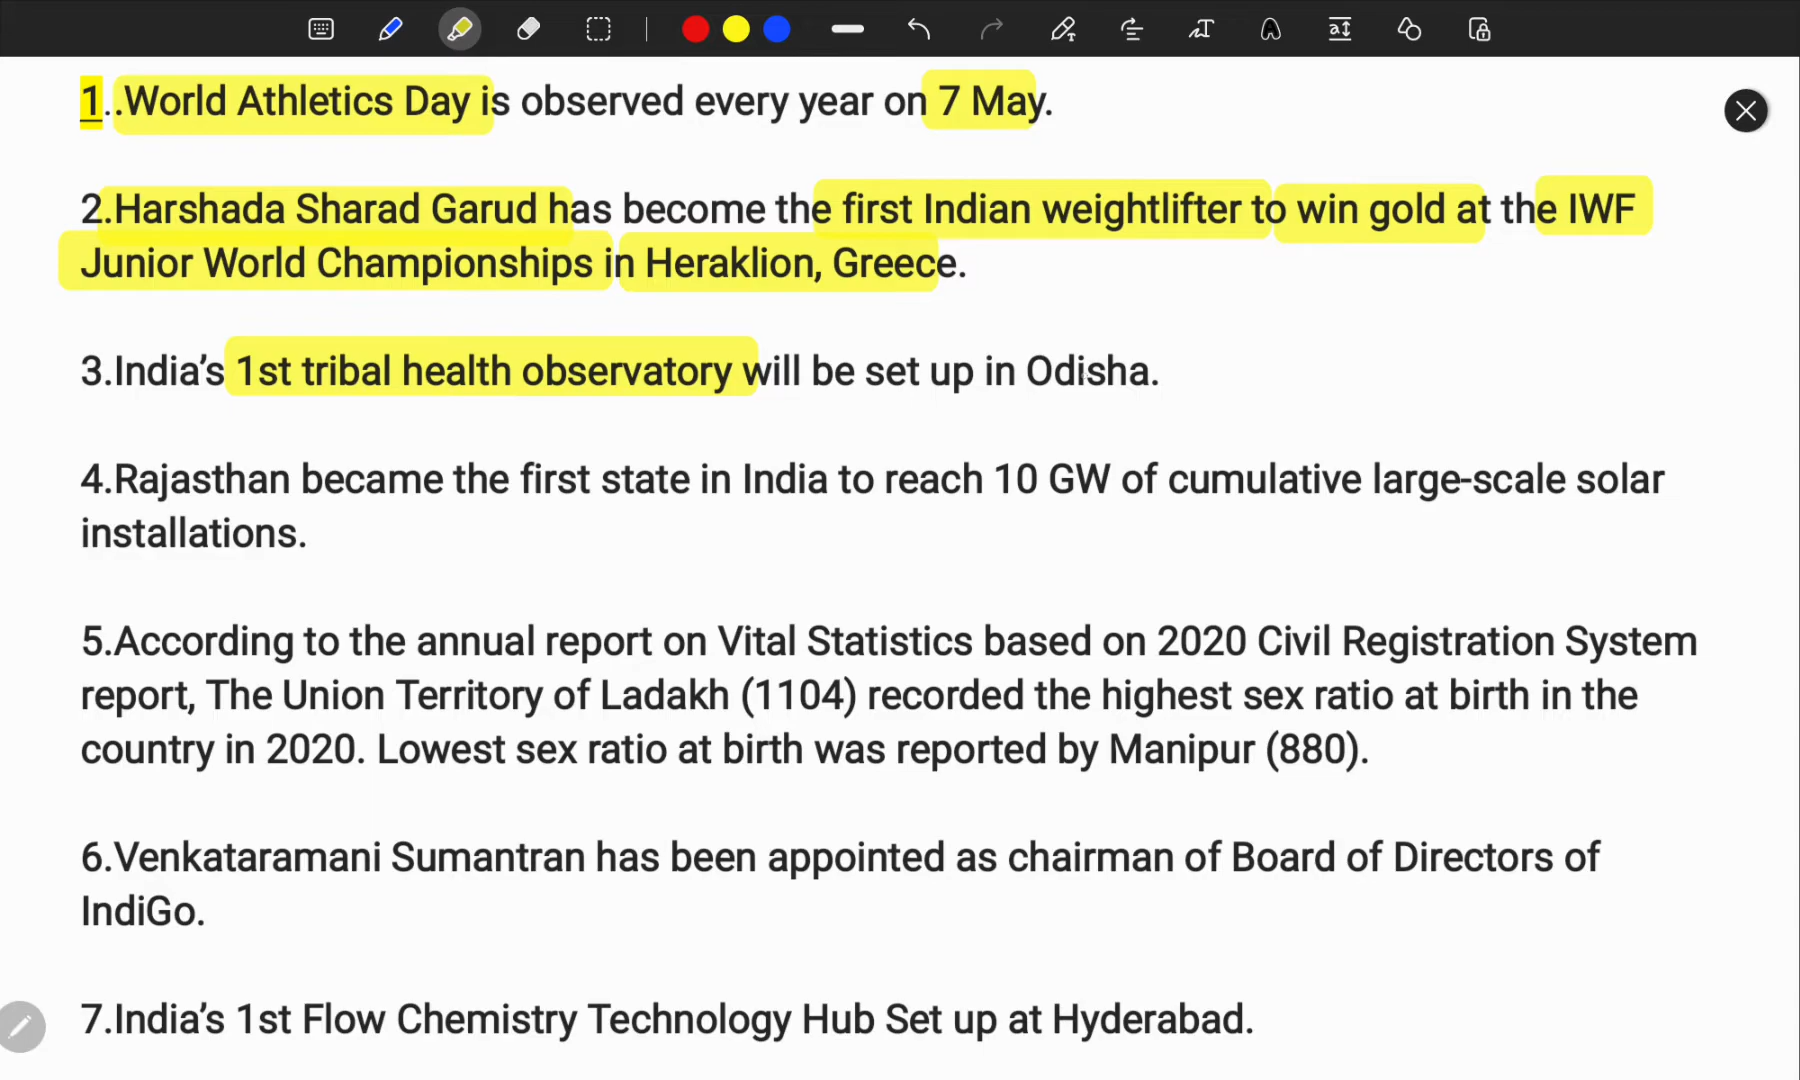 1..World Athletics Day is observed every year on 7 May.
2.Harshada Sharad Garud has become the first Indian weightlifter to win gold at the IWF
Junior World Championships in Heraklion, Greece.
3.India’s 1st tribal health observatory will be set up in Odisha.
4.Rajasthan became the first state in India to reach 10 GW of cumulative large-scale solar
installations.
5.According to the annual report on Vital Statistics based on 2020 Civil Registration System
report, The Union Territory of Ladakh (1104) recorded the highest sex ratio at birth in the
country in 2020. Lowest sex ratio at birth was reported by Manipur (880).
6.Venkataramani Sumantran has been appointed as chairman of Board of Directors of
IndiGo.
7.India’s 1st Flow Chemistry Technology Hub Set up at Hyderabad.